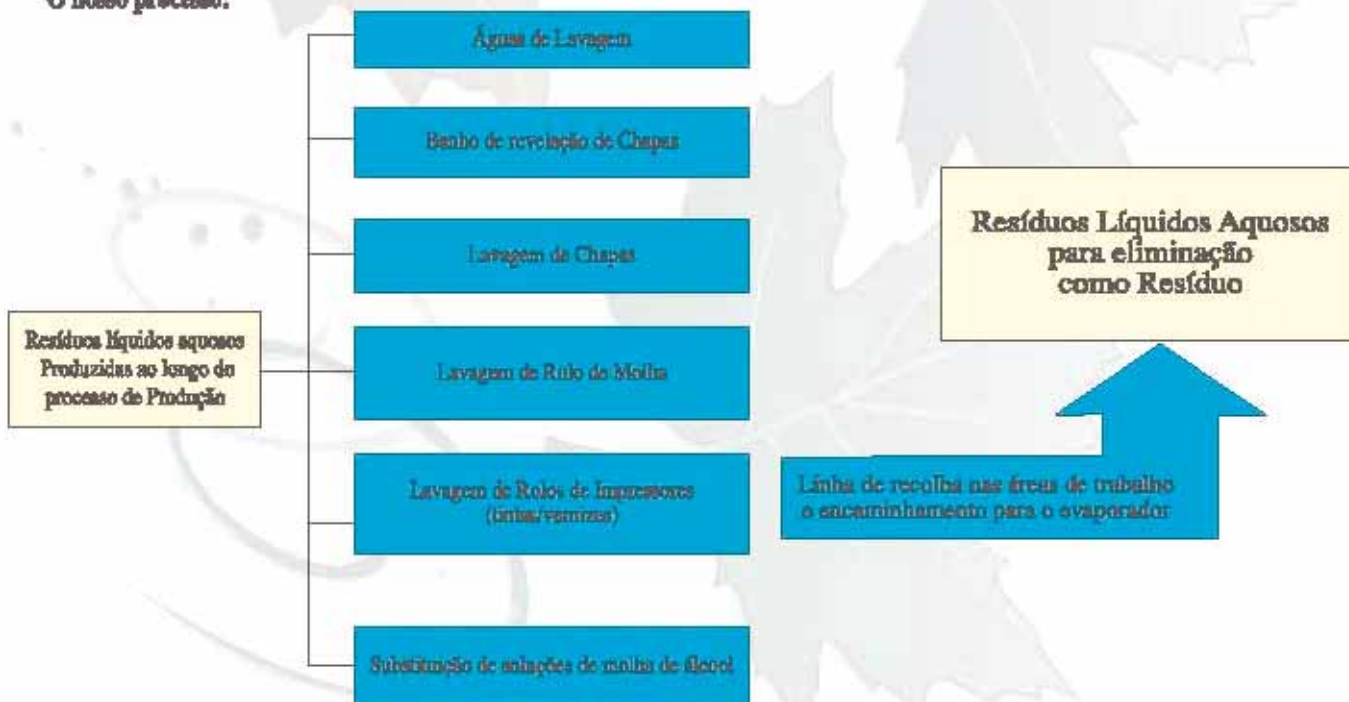 O nosso processo:
Águas de Lavagem
Banho de revelação de Chapas
Lavagem de Chapas
Resíduos líquidos aquosos
Produzidas ao longo do
processo de Produção
Lavagem de Rolo de Molha
Lavagem de Rolos de Impressores
(tintas/vernizes)
Substituição de soluções de molha de álcool
Resíduos Líquidos Aquosos
para eliminação
como Resíduo
Linha de recolha nas áreas de trabalho
e encaminhamento para o evaporador